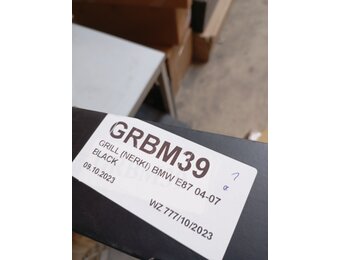 GRBM39
GRILL (NERKI) BMW E87 04-07
BLACK
09.10.2023
WZ 777/10/2023